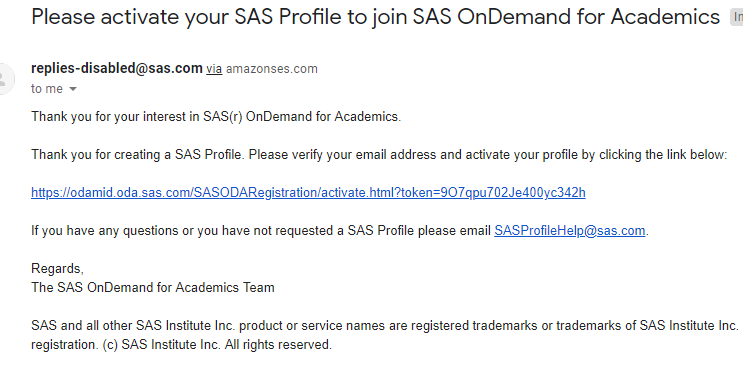 Please activate your SAS Profile to join SAS OnDemand for Academics
replies-disabled@sas.com via amazonses.com
to me
Thank you for your interest in SAS(r) OnDemand for Academics.
Thank you for creating a SAS Profile. Please verify your email address and activate your profile by clicking the link below:
https://odamid.oda.sas.com/SASODARegistration/activate.html?token=9O7qpu702Je400yc342h
If you have any questions or you have not requested a SAS Profile please email SASProfileHelp@sas.com.
Regards,
The SAS OnDemand for Academics Team
SAS and all other SAS Institute Inc. product or service names are registered trademarks or trademarks of SAS Institute Inc.
registration. (c) SAS Institute Inc. All rights reserved.